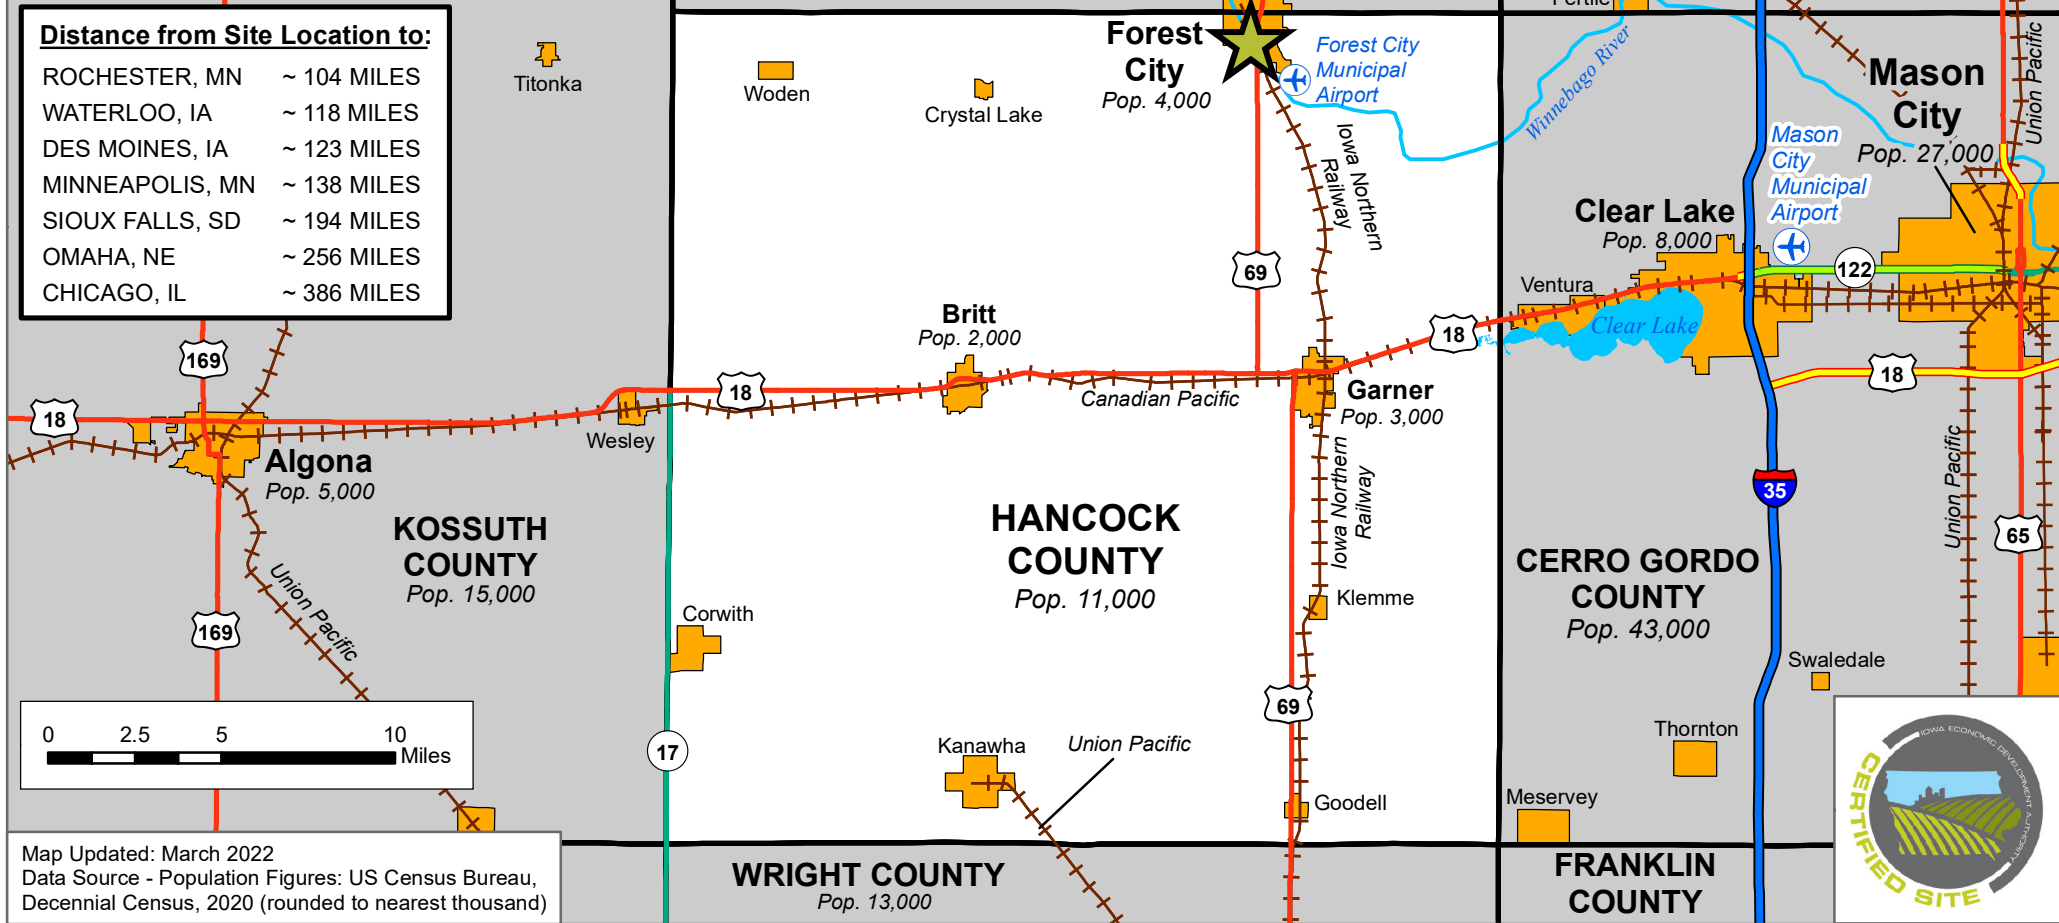 Distance from Site Location to:
ROCHESTER, MN ~ 104 MILES
WATERLOO, IA ~ 118 MILES
DES MOINES, IA ~ 123 MILES
MINNEAPOLIS, MN ~ 138 MILES
SIOUX FALLS, SD ~ 194 MILES
OMAHA, NE ~ 256 MILES
CHICAGO, IL ~ 386 MILES
Titonka
Woden
Crystal Lake
Forest
City
Pop. 4,000
Forest City
Municipal
Airport
Winnebago River
Mason
City
Pop. 27,000
Union Pacific
Mason
City
Municipal
Airport
Iowa Northern
Railway
Clear Lake
Pop. 8,000
122
69
Ventura
Clear Lake
Britt
Pop. 2,000
18
169
18
18
18
Canadian Pacific
Garner
Pop. 3,000
Wesley
Algona
Pop. 5,000
Iowa Northern
Railway
Union Pacific
35
65
KOSSUTH
COUNTY
Pop. 15,000
HANCOCK
COUNTY
Pop. 11,000
CERRO GORDO
COUNTY
Pop. 43,000
Union Pacific
169
Corwith
Klemme
Swaledale
69
Thornton
17
Kanawha
Union Pacific
Goodell
Meservey
0 2.5 5 10
Miles
WRIGHT COUNTY
Pop. 13,000
FRANKLIN
COUNTY
Map Updated: March 2022
Data Source - Population Figures: US Census Bureau,
Decennial Census, 2020 (rounded to nearest thousand)
IOWA ECONOMIC DEVELOPMENT AUTHORITY
CERTIFIED SITE